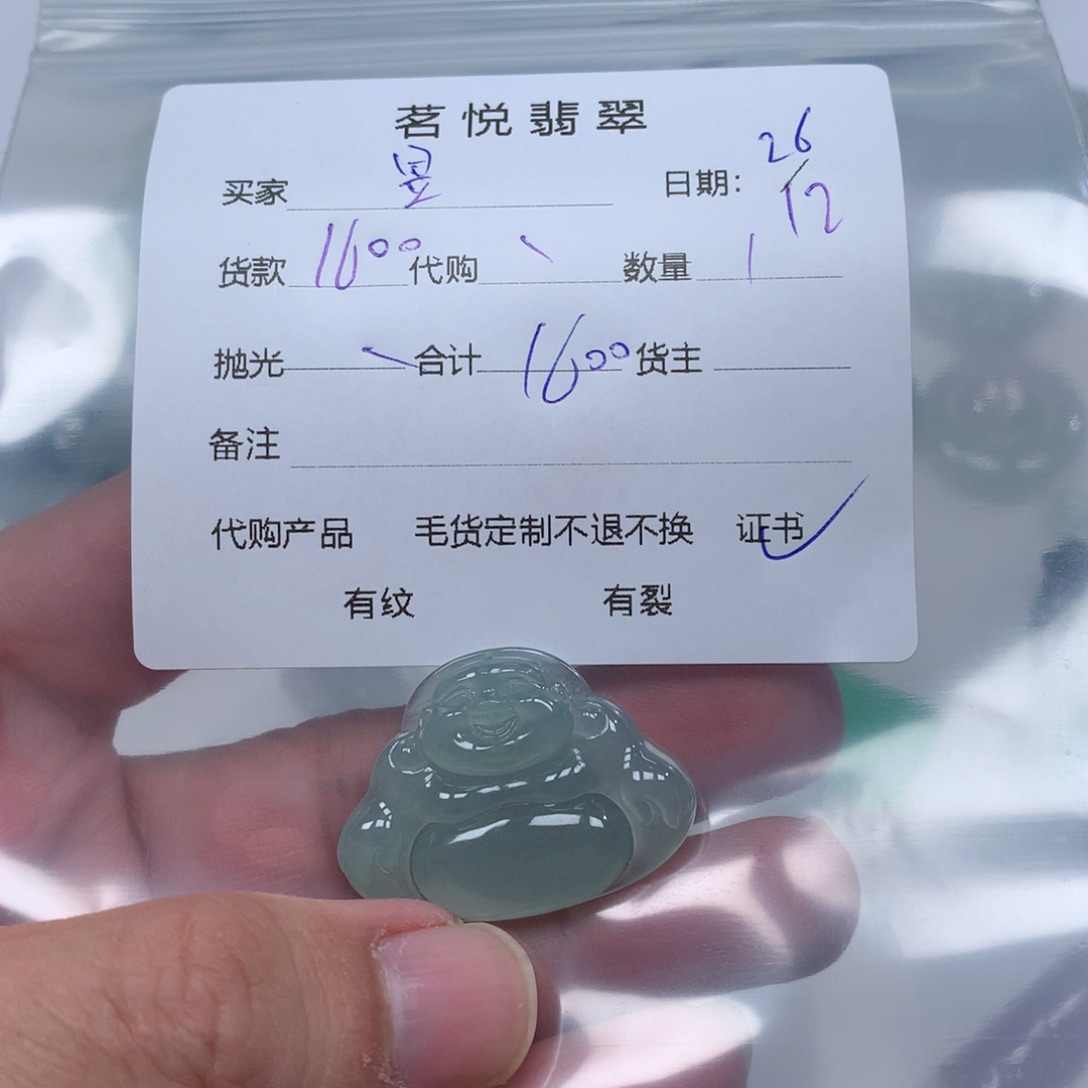 茗悦翡翠
买家 昱 日期: 26/12
货款 1600 代购 数量 1
抛光 合计 1600 货主
备注
代购产品 毛货定制不退不换 证书
有纹 有裂